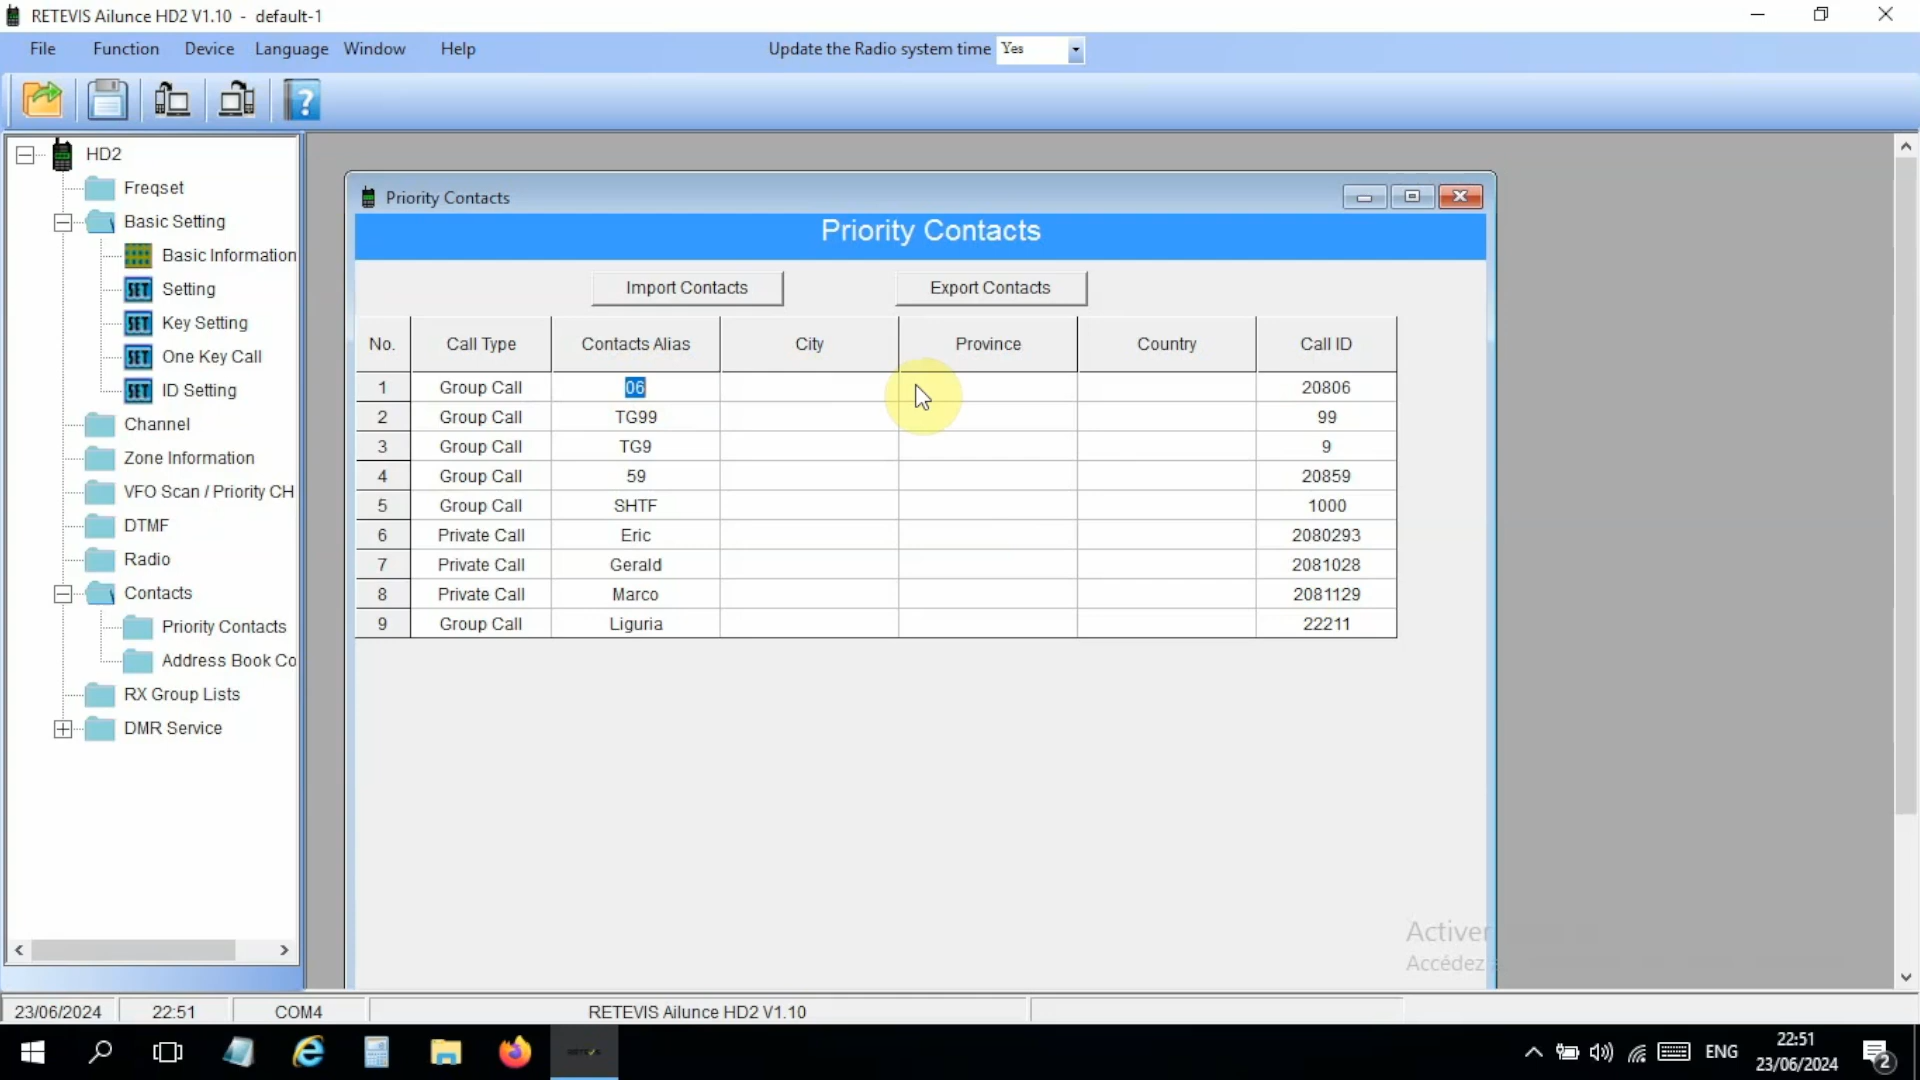 RETEVIS Ailunce HD2 V1.10 - default-1
File Function Device Language Window Help Update the Radio system time Yes
HD2
Freqset
Basic Setting
Basic Information
SET Setting
SET Key Setting
SET One Key Call
SET ID Setting
Channel
Zone Information
VFO Scan / Priority CH
DTMF
Radio
Contacts
Priority Contacts
Address Book Co
RX Group Lists
DMR Service
Priority Contacts
Priority Contacts
Import Contacts Export Contacts
No. Call Type Contacts Alias City Province Country Call ID
1 Group Call 06 20806
2 Group Call TG99 99
3 Group Call TG9 9
4 Group Call 59 20859
5 Group Call SHTF 1000
6 Private Call Eric 2080293
7 Private Call Gerald 2081028
8 Private Call Marco 2081129
9 Group Call Liguria 22211
Activer
Accédez
23/06/2024 22:51 COM4 RETEVIS Ailunce HD2 V1.10
RETEVIS ENG 22:51
23/06/2024 2